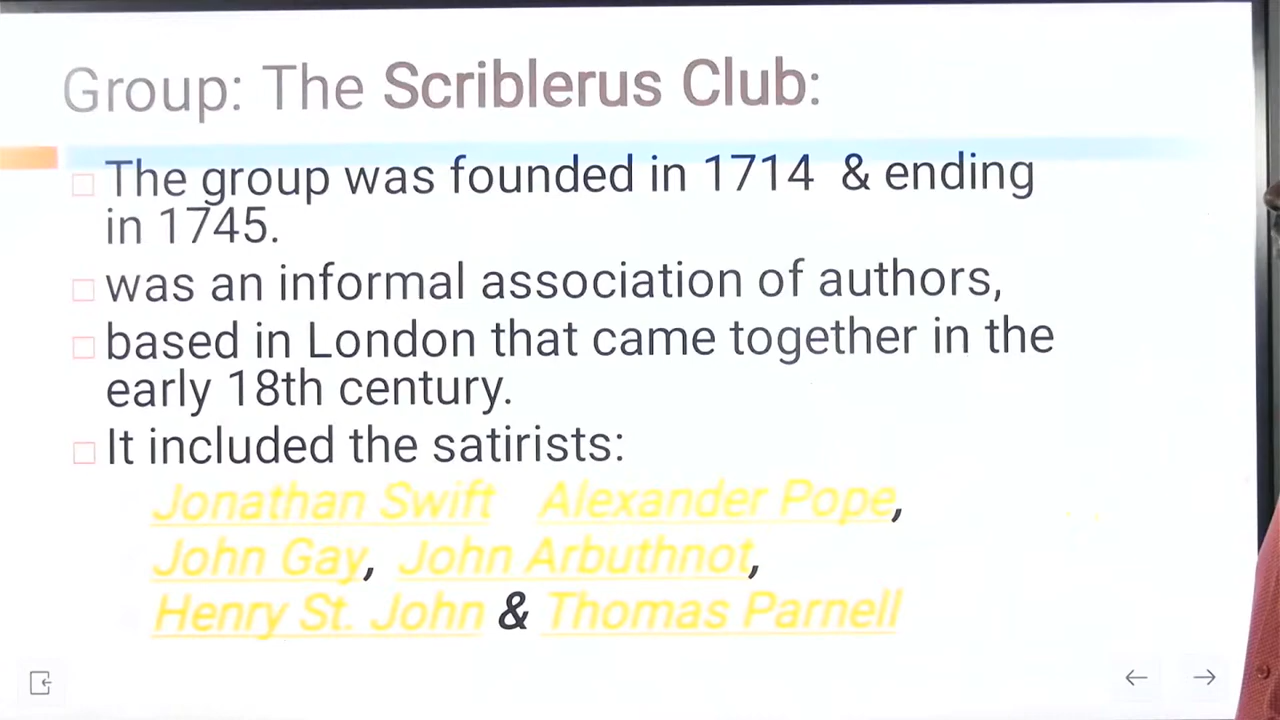 Group: The Scriblerus Club:
The group was founded in 1714 & ending
in 1745.
was an informal association of authors,
based in London that came together in the
early 18th century.
It included the satirists:
Jonathan Swift Alexander Pope,
John Gay, John Arbuthnot,
Henry St. John & Thomas Parnell